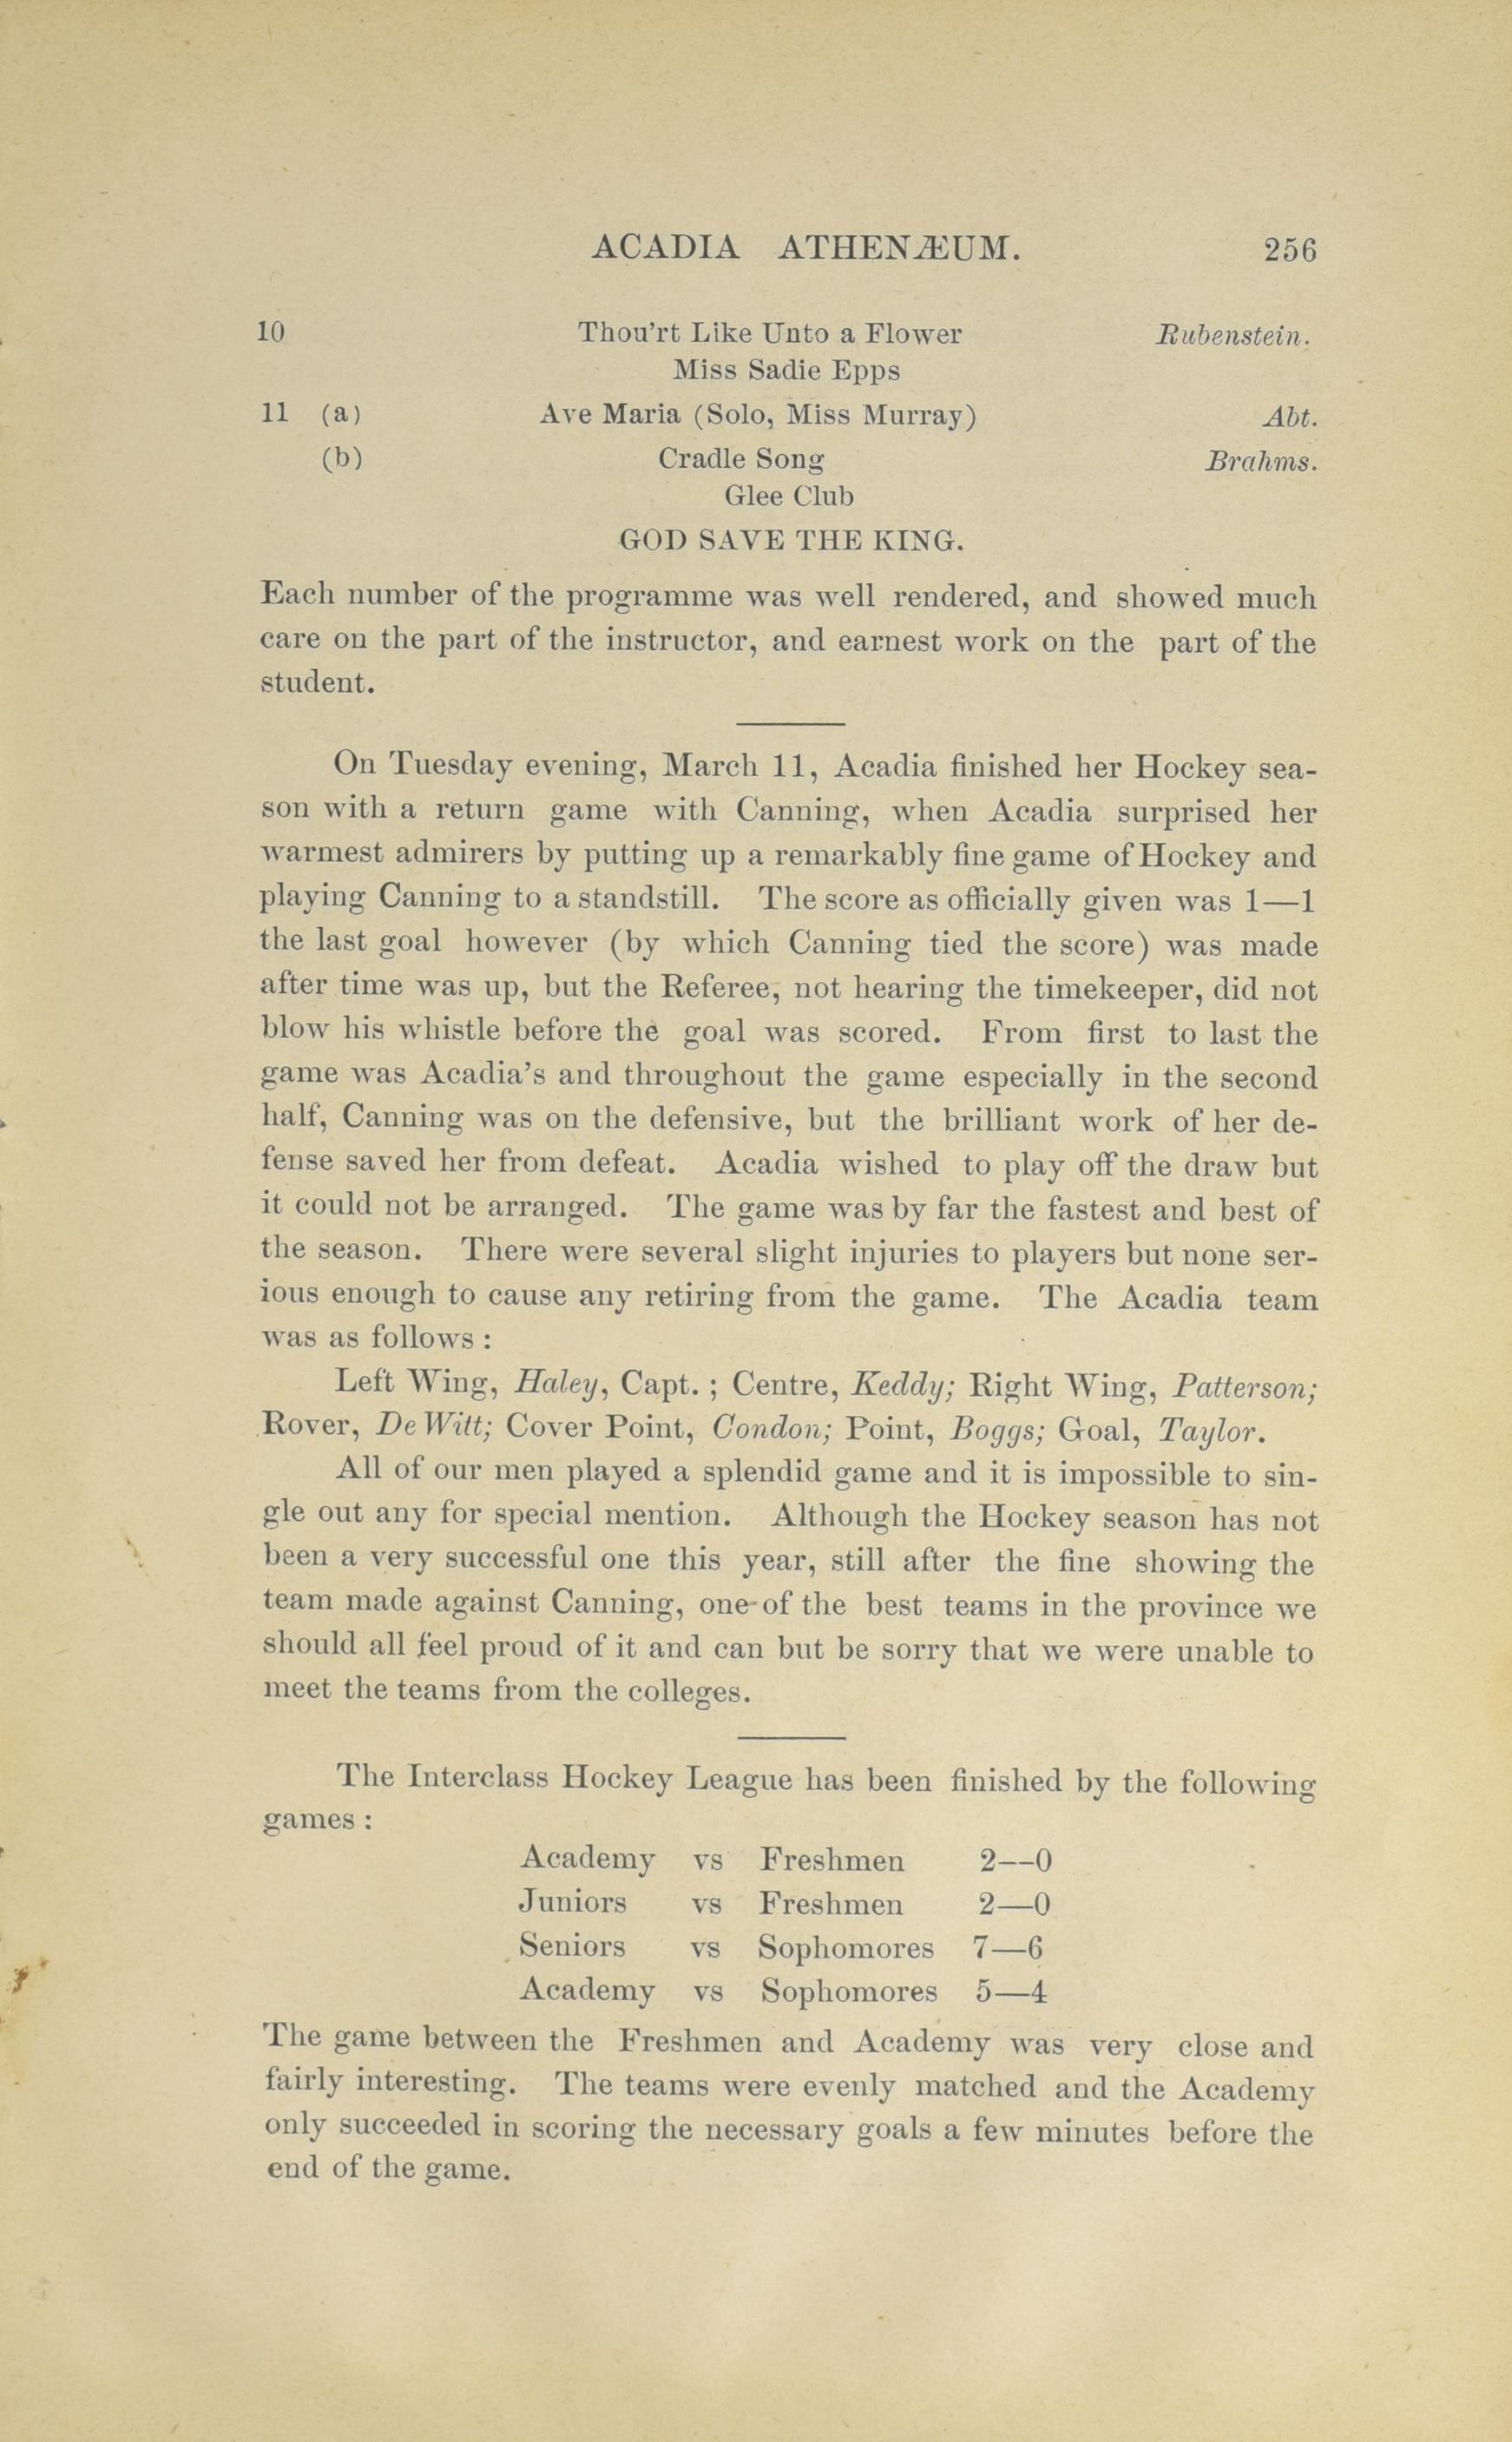 ACADIA ATHENÆUM. 256
10 Thou'rt Like Unto a Flower Rubenstein.
Miss Sadie Epps
11 (a) Ave Maria (Solo, Miss Murray) Abt.
(b) Cradle Song Brahms.
Glee Club
GOD SAVE THE KING.
Each number of the programme was well rendered, and showed much
care on the part of the instructor, and earnest work on the part of the
student.
On Tuesday evening, March 11, Acadia finished her Hockey sea-
son with a return game with Canning, when Acadia surprised her
warmest admirers by putting up a remarkably fine game of Hockey and
playing Canning to a standstill. The score as officially given was 1—1
the last goal however (by which Canning tied the score) was made
after time was up, but the Referee, not hearing the timekeeper, did not
blow his whistle before the goal was scored. From first to last the
game was Acadia's and throughout the game especially in the second
half, Canning was on the defensive, but the brilliant work of her de-
fense saved her from defeat. Acadia wished to play off the draw but
it could not be arranged. The game was by far the fastest and best of
the season. There were several slight injuries to players but none ser-
ious enough to cause any retiring from the game. The Acadia team
was as follows :
Left Wing, Haley, Capt. ; Centre, Keddy; Right Wing, Patterson;
Rover, De Witt; Cover Point, Condon; Point, Boggs; Goal, Taylor.
All of our men played a splendid game and it is impossible to sin-
gle out any for special mention. Although the Hockey season has not
been a very successful one this year, still after the fine showing the
team made against Canning, one-of the best teams in the province we
should all feel proud of it and can but be sorry that we were unable to
meet the teams from the colleges.
The Interclass Hockey League has been finished by the following
games :
Academy vs Freshmen 2—0
Juniors vs Freshmen 2—0
Seniors vs Sophomores 7—6
Academy vs Sophomores 5—4
The game between the Freshmen and Academy was very close and
fairly interesting. The teams were evenly matched and the Academy
only succeeded in scoring the necessary goals a few minutes before the
end of the game.